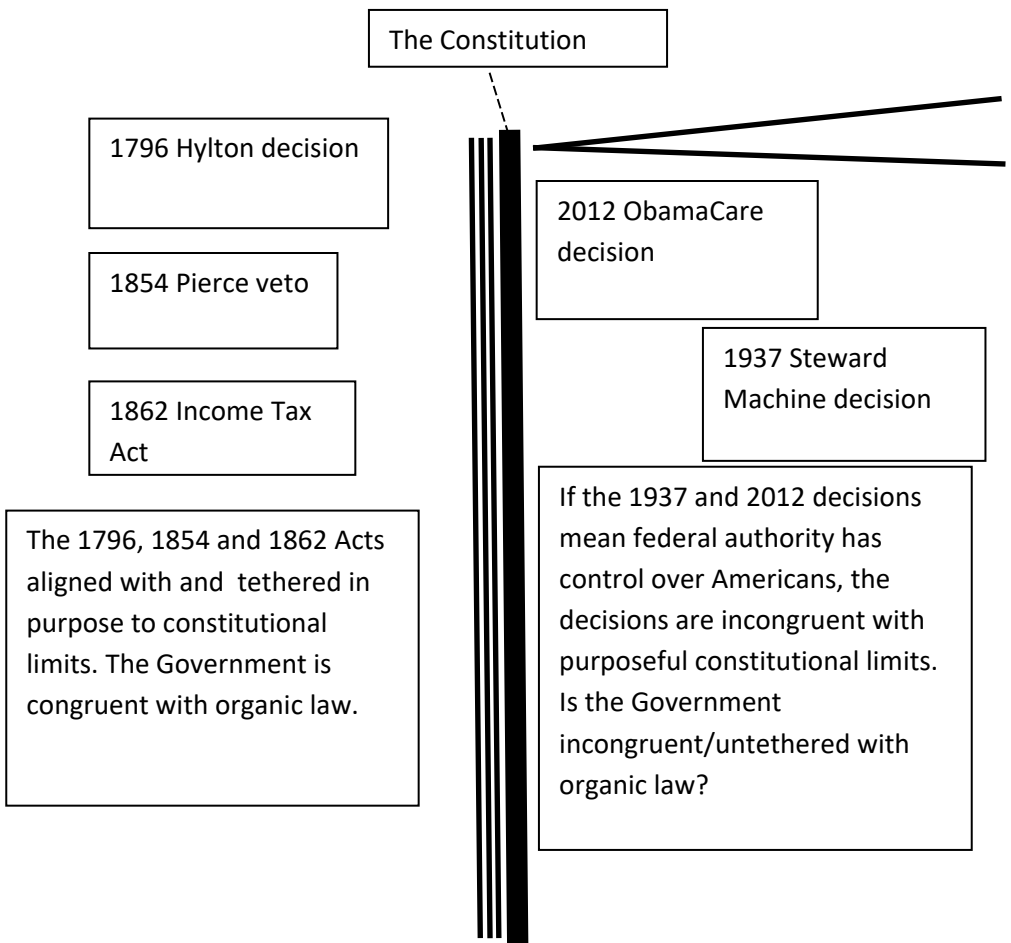 The Constitution
1796 Hylton decision
1854 Pierce veto
1862 Income Tax
Act
The 1796, 1854 and 1862 Acts
aligned with and  tethered in
purpose to constitutional
limits. The Government is
congruent with organic law.
2012 ObamaCare
decision
1937 Steward
Machine decision
If the 1937 and 2012 decisions
mean federal authority has
control over Americans, the
decisions are incongruent with
purposeful constitutional limits.
Is the Government
incongruent/untethered with
organic law?